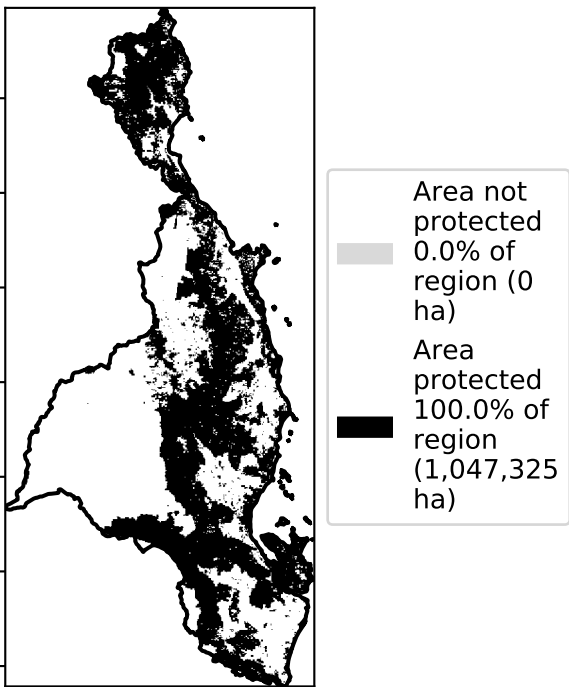 Area not
protected
0.0% of
region (0
ha)
Area
protected
100.0% of
region
(1,047,325
ha)